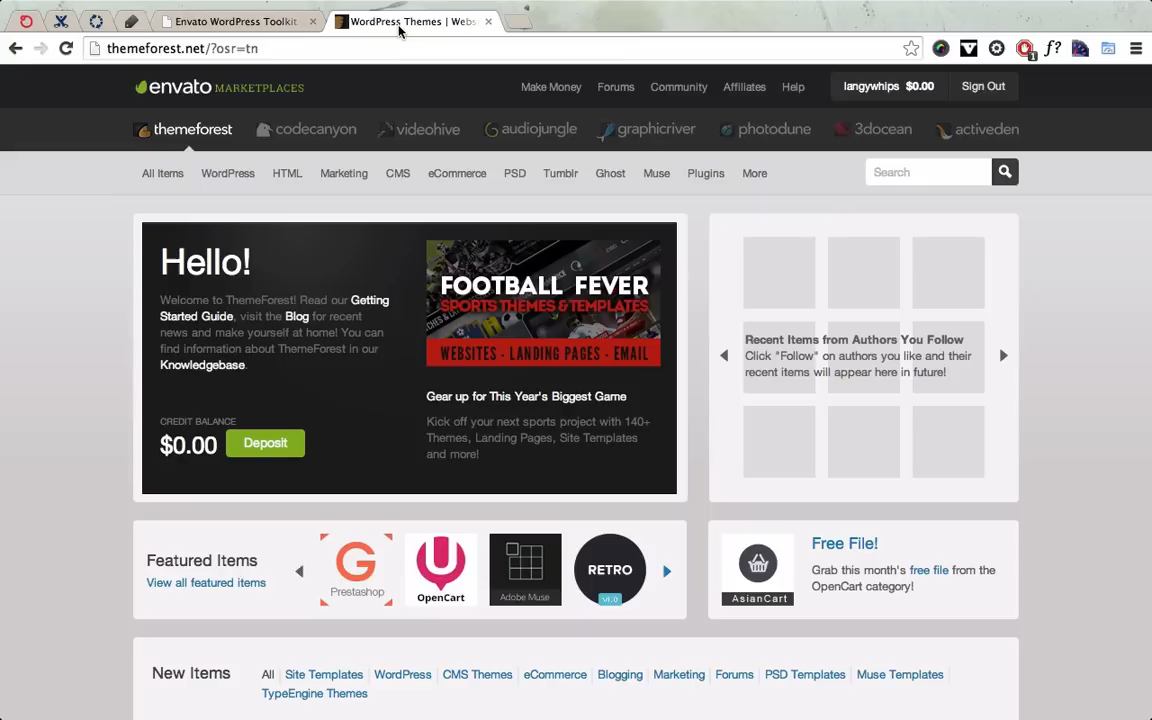 Envato WordPress Toolkit
WordPress Themes | Webs
themeforest.net/?osr=tn
1
f?
envato MARKETPLACES
Make Money Forums Community Affiliates Help langywhips $0.00 Sign Out
themeforest codecanyon videohive audiojungle graphicriver photodune 3docean activeden
All Items WordPress HTML Marketing CMS eCommerce PSD Tumblr Ghost Muse Plugins More Search
Hello!
Welcome to ThemeForest! Read our Getting
Started Guide, visit the Blog for recent
news and make yourself at home! You can
find information about ThemeForest in our
Knowledgebase.
CREDIT BALANCE
$0.00 Deposit
FOOTBALL FEVER
SPORTS THEMES & TEMPLATES
WEBSITES - LANDING PAGES - EMAIL
Gear up for This Year's Biggest Game
Kick off your next sports project with 140+
Themes, Landing Pages, Site Templates
and more!
Recent Items from Authors You Follow
Click "Follow" on authors you like and their
recent items will appear here in future!
Featured Items
View all featured items
Prestashop
OpenCart
Adobe Muse
RETRO
v1.0
AsianCart
Free File!
Grab this month's free file from the
OpenCart category!
New Items
All Site Templates WordPress CMS Themes eCommerce Blogging Marketing Forums PSD Templates Muse Templates
TypeEngine Themes